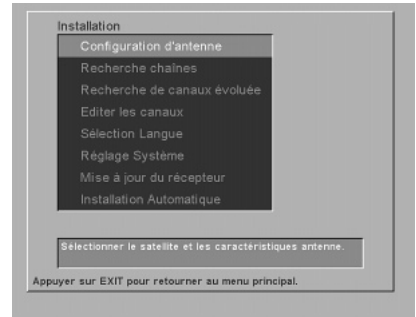 Installation
Configuration d'antenne
Recherche chaînes
Recherche de canaux évoluée
Editer les canaux
Sélection Langue
Réglage Système
Mise à jour du récepteur
Installation Automatique
Sélectionner le satellite et les caractéristiques antenne.
Appuyer sur EXIT pour retourner au menu principal.